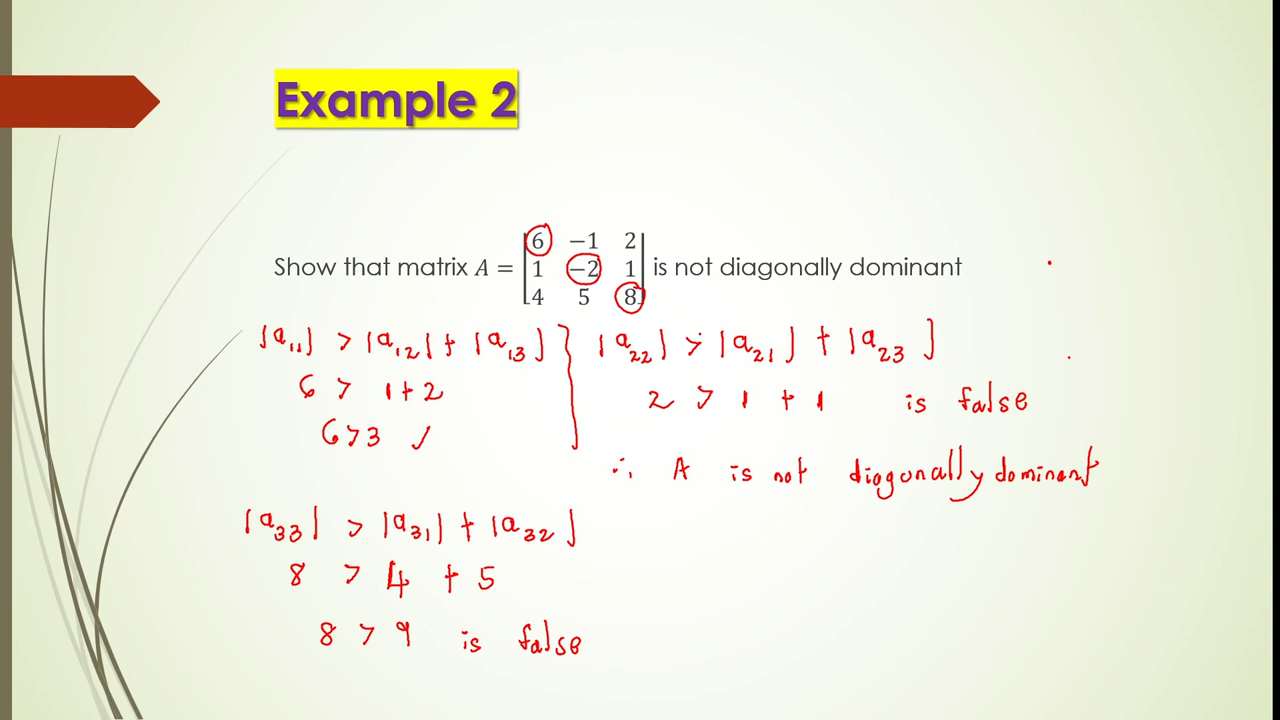 Example 2
Show that matrix A = [6 −1 2
1 −2 1
4 5 8] is not diagonally dominant
|a₁₁| > |a₁₂| + |a₁₃|
6 > 1+2
6>3 ✓
|a₂₂| > |a₂₁| + |a₂₃|
2 > 1 + 1 is false
∴ A is not diagonally dominant
|a₃₃| > |a₃₁| + |a₃₂|
8 > 4 + 5
8 > 9 is false